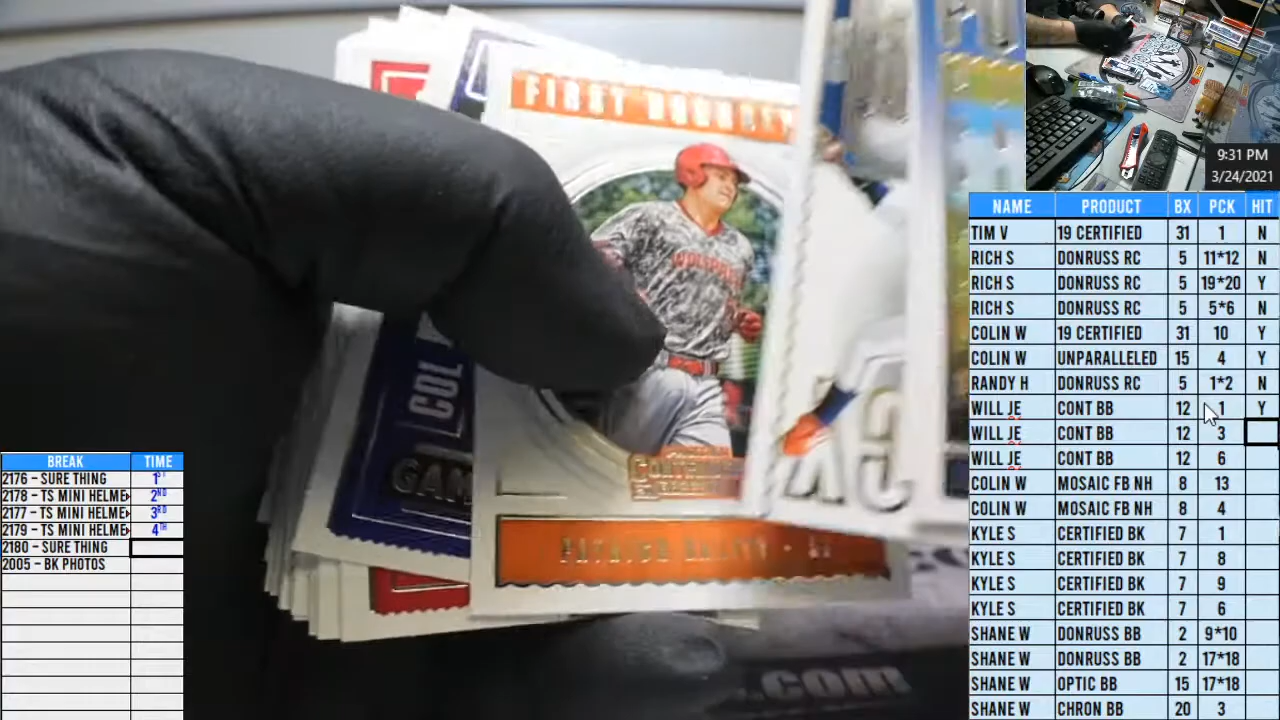 FIRST
COL
GAM
CONTENDERS
PATRICK BAILEY
.com
9:31 PM
3/24/2021
NAME PRODUCT BX PCK HIT
TIM V 19 CERTIFIED 31 1 N
RICH S DONRUSS RC 5 11*12 N
RICH S DONRUSS RC 5 19*20 Y
RICH S DONRUSS RC 5 5*6 N
COLIN W 19 CERTIFIED 31 10 Y
COLIN W UNPARALLELED 15 4 Y
RANDY H DONRUSS RC 5 1*2 N
WILL JE CONT BB 12 1 Y
WILL JE CONT BB 12 3
WILL JE CONT BB 12 6
COLIN W MOSAIC FB NH 8 13
COLIN W MOSAIC FB NH 8 4
KYLE S CERTIFIED BK 7 1
KYLE S CERTIFIED BK 7 8
KYLE S CERTIFIED BK 7 9
KYLE S CERTIFIED BK 7 6
SHANE W DONRUSS BB 2 9*10
SHANE W DONRUSS BB 2 17*18
SHANE W OPTIC BB 15 17*18
SHANE W CHRON BB 20 3
BREAK TIME
2176 - SURE THING 1ST
2178 - TS MINI HELME 2ND
2177 - TS MINI HELME 3RD
2179 - TS MINI HELME 4TH
2180 - SURE THING
2005 - BK PHOTOS